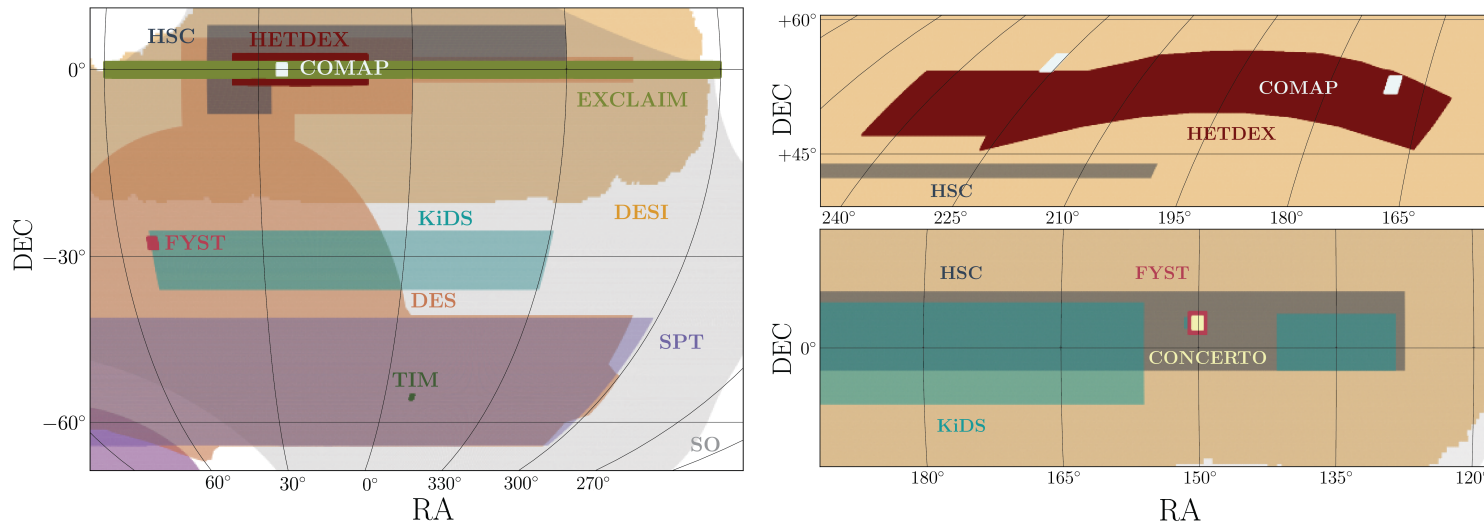 HSC
HETDEX
0°
COMAP
EXCLAIM
KiDS
DESI
DEC
FYST
−30°
DES
SPT
TIM
−60°
SO
60°
30°
0°
330°
300°
270°
RA
+60°
DEC
COMAP
HETDEX
+45°
HSC
240°
225°
210°
195°
180°
165°
HSC
FYST
DEC
0°
CONCERTO
KiDS
180°
165°
150°
135°
120°
RA